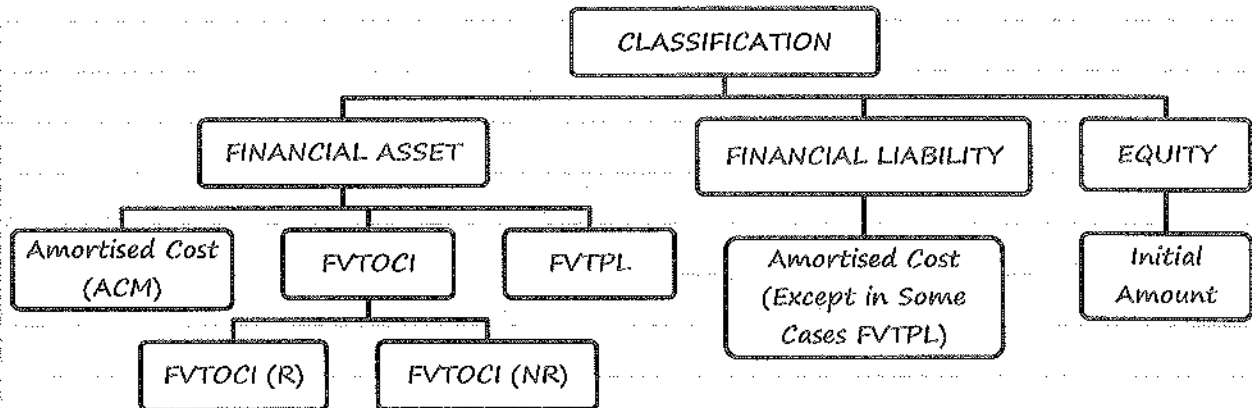 CLASSIFICATION
FINANCIAL ASSET
FINANCIAL LIABILITY
EQUITY
Amortised Cost
(ACM)
FVTOCI
FVTPL
Amortised Cost
(Except in Some
Cases FVTPL)
Initial
Amount
FVTOCI (R)
FVTOCI (NR)